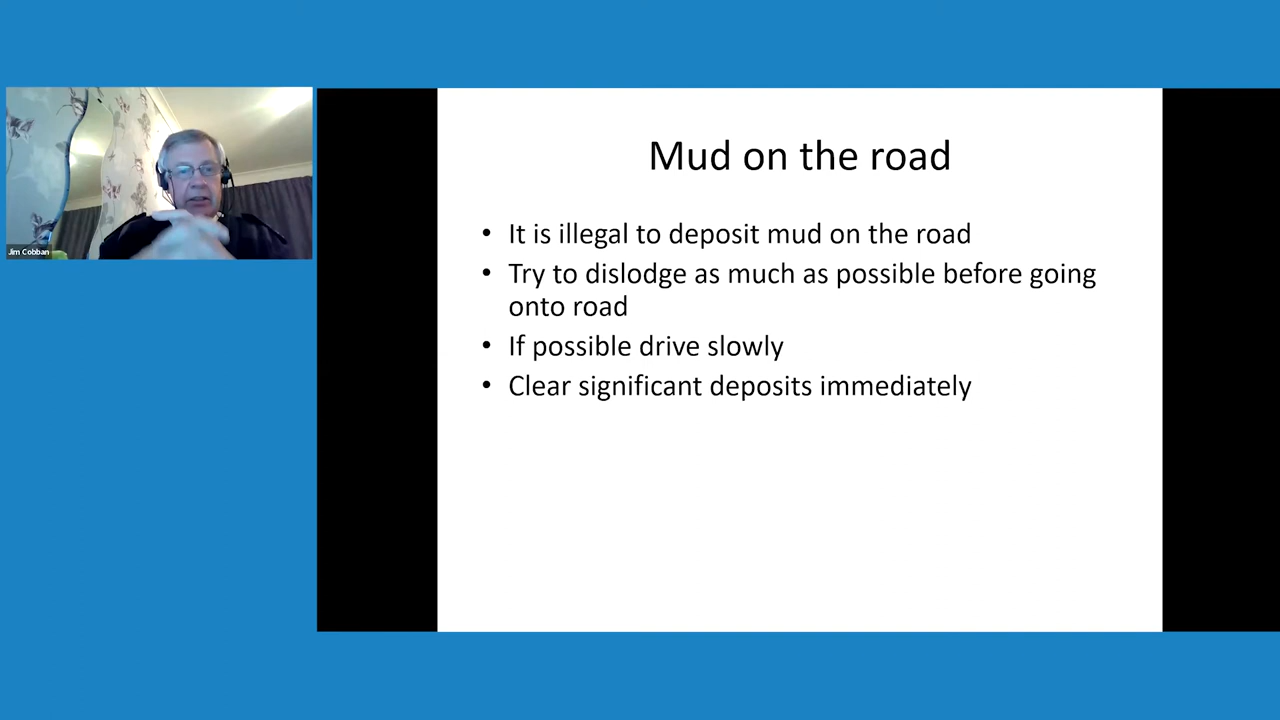 Mud on the road
• It is illegal to deposit mud on the road
• Try to dislodge as much as possible before going
onto road
• If possible drive slowly
• Clear significant deposits immediately
Jim Cobban